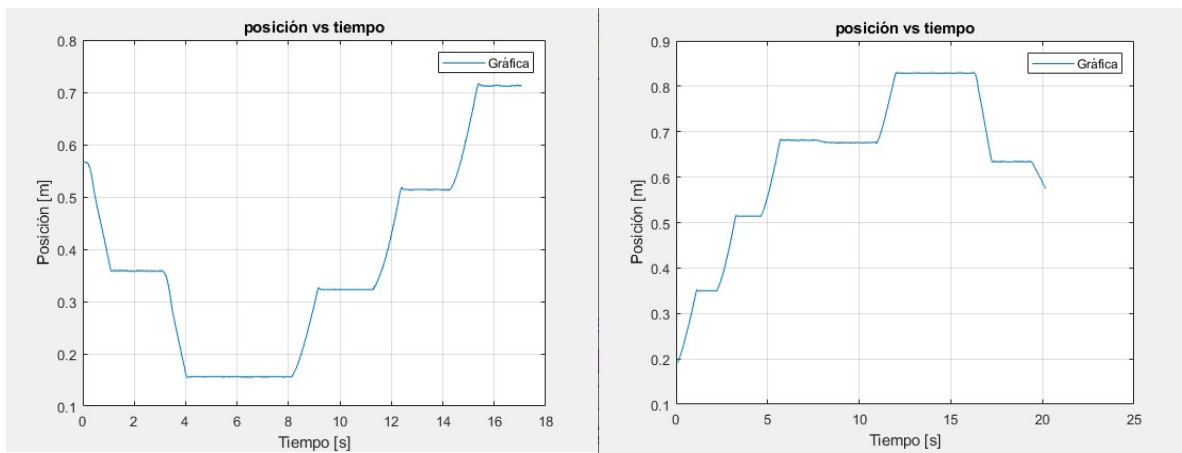 posición vs tiempo
Gráfica
0.8
0.7
0.6
0.5
0.4
0.3
0.2
0.1
Posición [m]
0 2 4 6 8 10 12 14 16 18
Tiempo [s]
posición vs tiempo
Gráfica
0.9
0.8
0.7
0.6
0.5
0.4
0.3
0.2
0.1
Posición [m]
0 5 10 15 20 25
Tiempo [s]